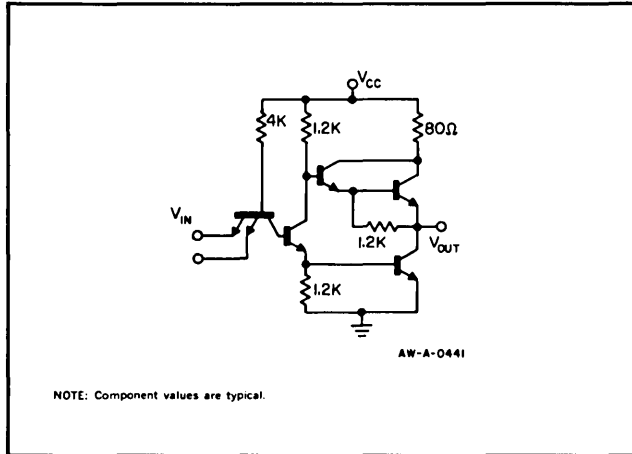 VCC
4K
1.2K
80Ω
VIN
1.2K
VOUT
1.2K
AW-A-0441
NOTE: Component values are typical.